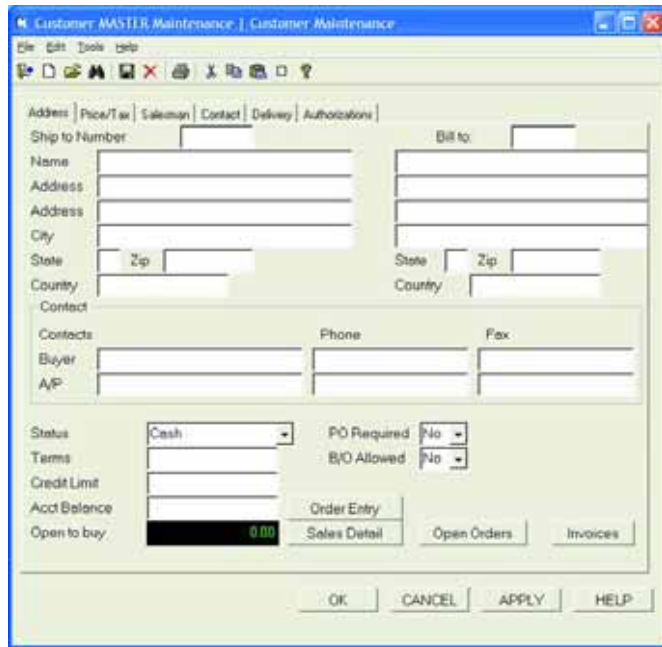 Customer MASTER Maintenance | Customer Maintenance
File Edit Tools Help
Address Price/Tax Salesman Contact Delivery Authorizations
Ship to Number Bill to:
Name
Address
Address
City
State Zip State Zip
Country Country
Contact
Contacts Phone Fax
Buyer
A/P
Status Cash PO Required No
Terms B/O Allowed No
Credit Limit
Acct Balance Order Entry
Open to buy 0.00 Sales Detail Open Orders Invoices
OK CANCEL APPLY HELP